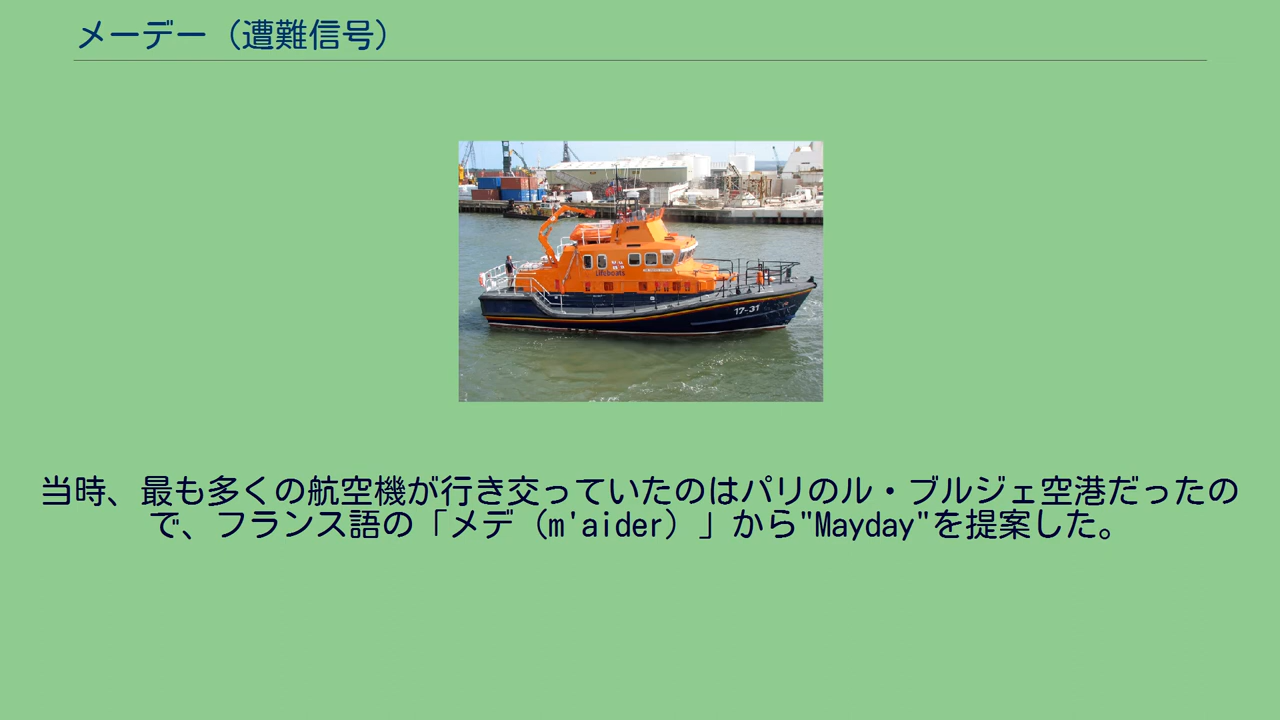 メーデー（遭難信号）
Lifeboats
17-31
当時、最も多くの航空機が行き交っていたのはパリのル・ブルジェ空港だったの
で、フランス語の「メデ（m'aider）」から"Mayday"を提案した。